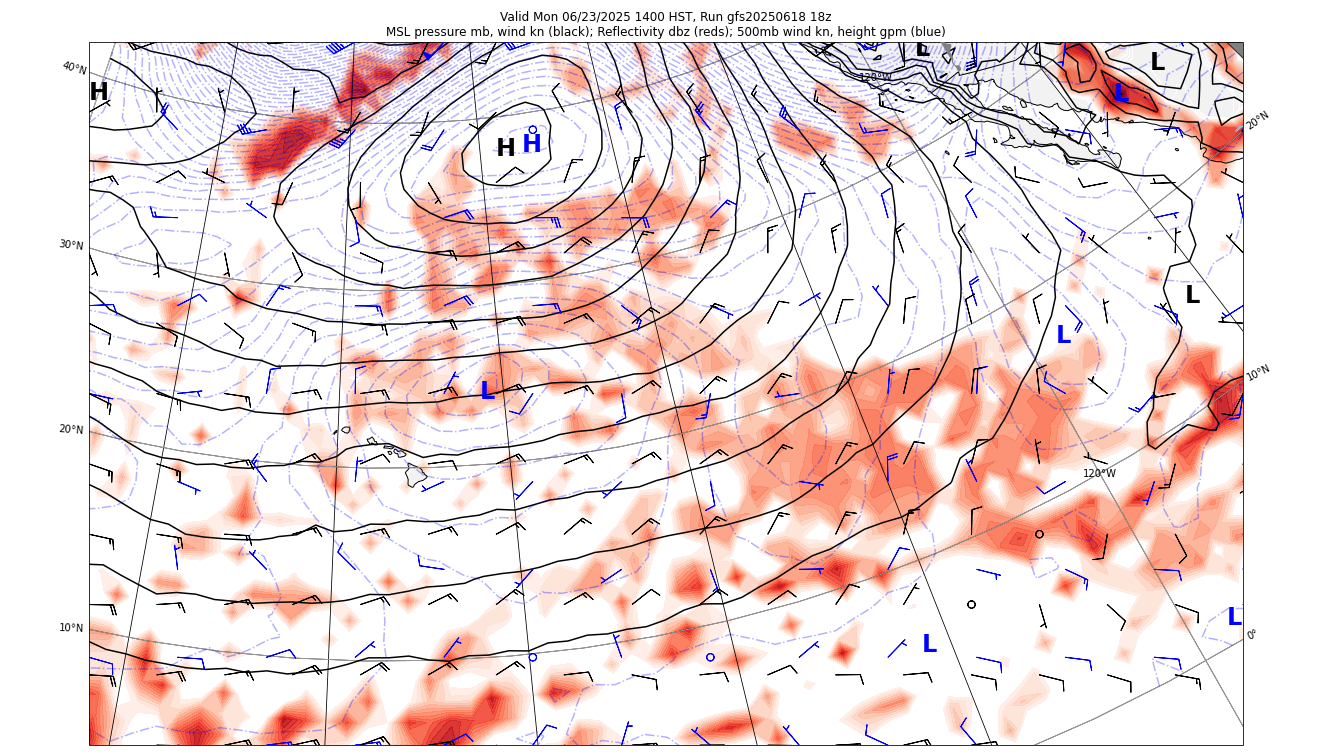 Valid Mon 06/23/2025 1400 HST, Run gfs20250618 18z
MSL pressure mb, wind kn (black); Reflectivity dbz (reds); 500mb wind kn, height gpm (blue)
L
40°N
L
120°W
H
L
20°N
H H
30°N
L
L
10°N
L
20°N
120°W
10°N
L
0°
L